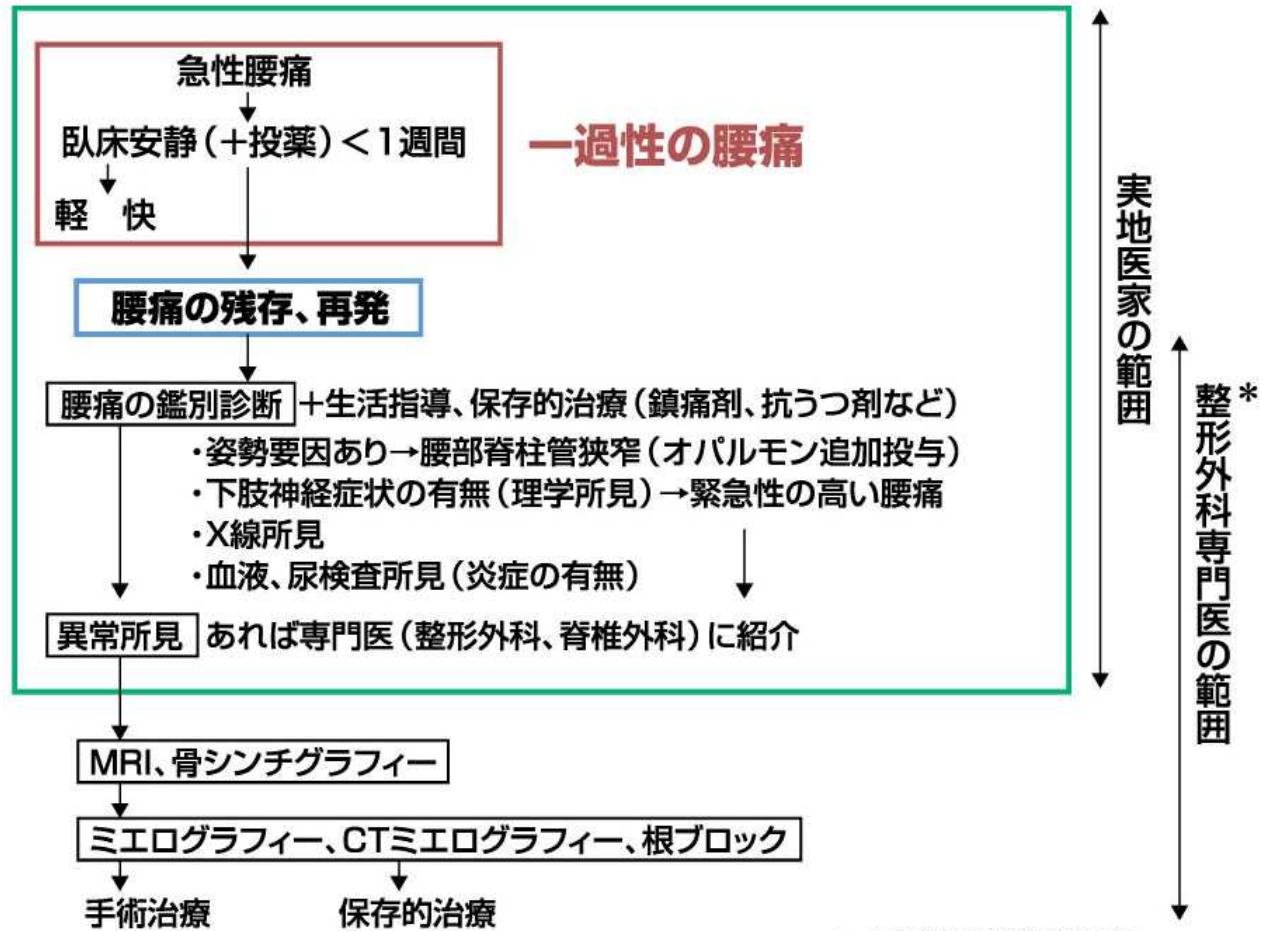 急性腰痛
臥床安静(+投薬)<1週間
軽 快
一過性の腰痛
腰痛の残存、再発
腰痛の鑑別診断 +生活指導、保存的治療(鎮痛剤、抗うつ剤など)
・姿勢要因あり→腰部脊柱管狭窄(オパルモン追加投与)
・下肢神経症状の有無(理学所見)→緊急性の高い腰痛
・X線所見
・血液、尿検査所見(炎症の有無)
異常所見 あれば専門医(整形外科、脊椎外科)に紹介
MRI、骨シンチグラフィー
ミエログラフィー、CTミエログラフィー、根ブロック
手術治療
保存的治療
実地医家の範囲
整形外科専門医の範囲*